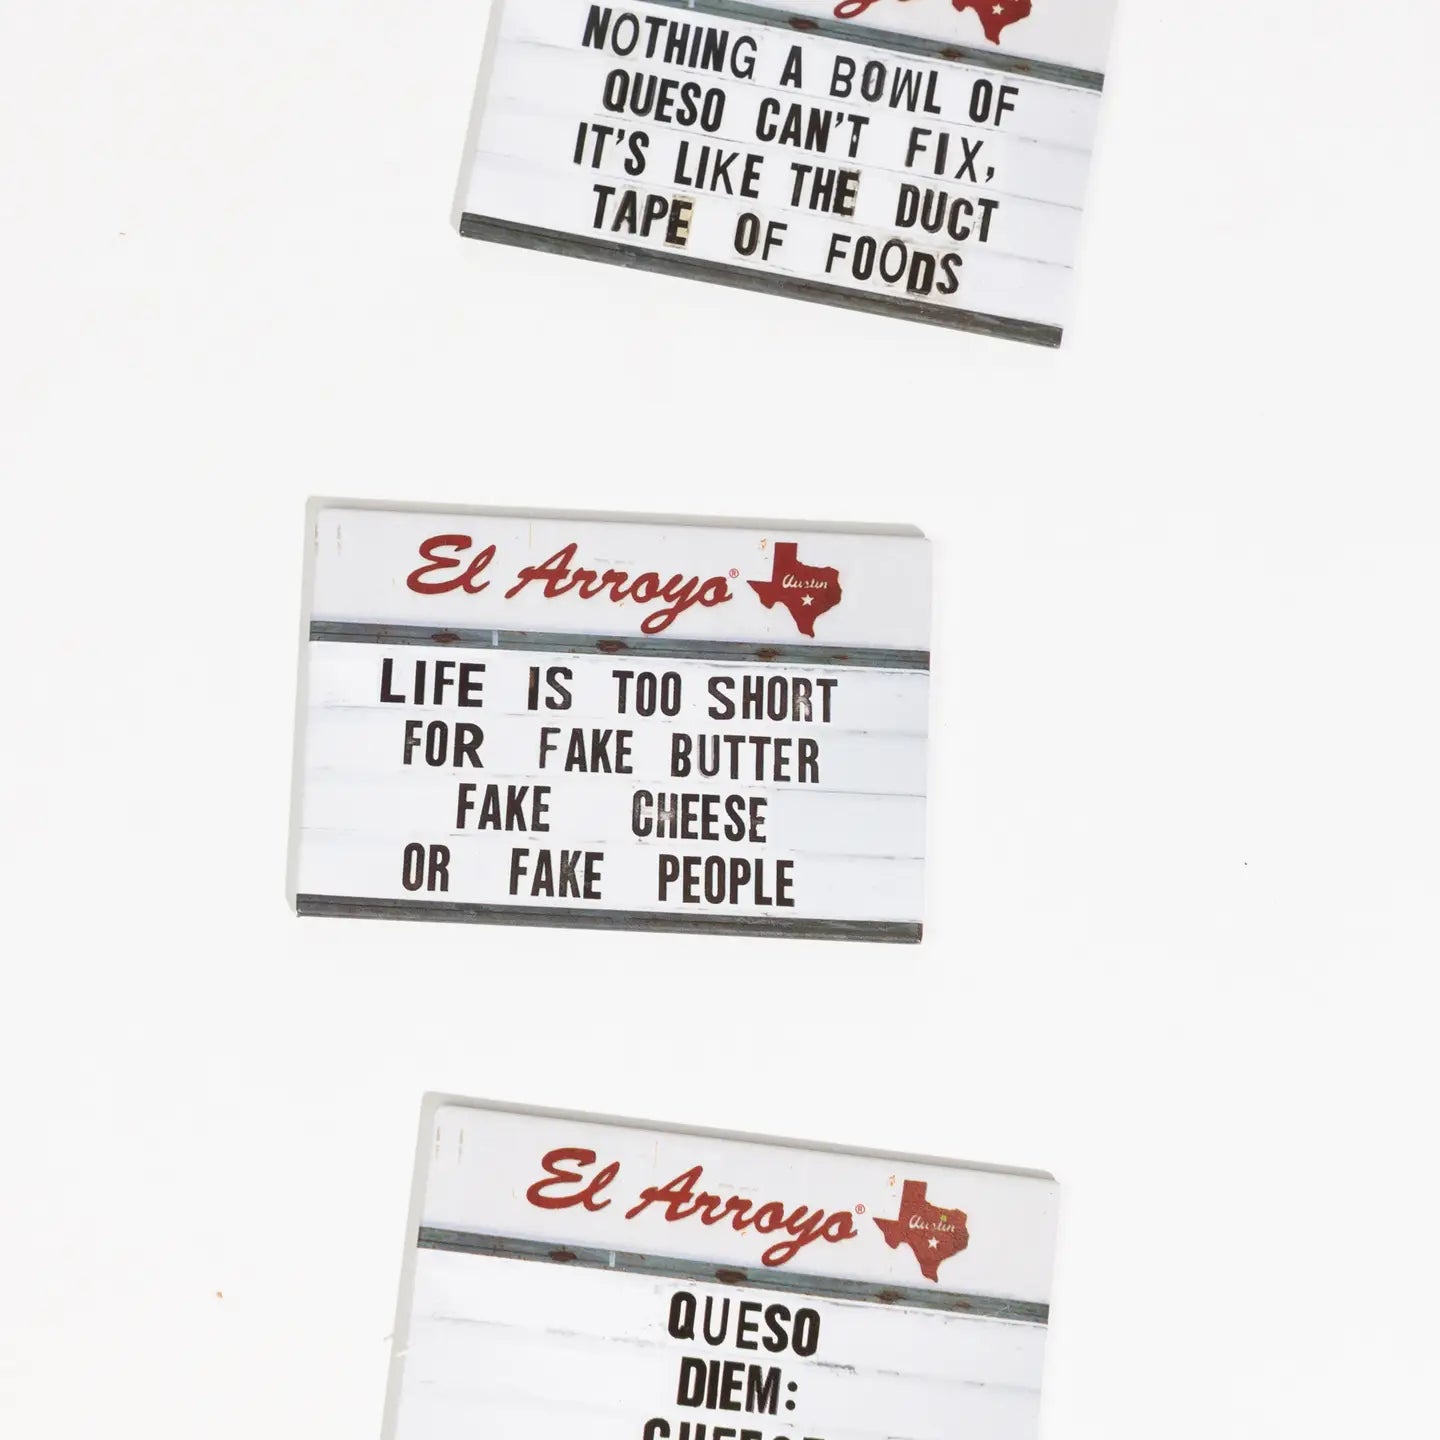 NOTHING A BOWL OF
QUESO CAN'T FIX,
IT'S LIKE THE DUCT
TAPE OF FOODS
El Arroyo®
Austin
LIFE IS TOO SHORT
FOR FAKE BUTTER
FAKE CHEESE
OR FAKE PEOPLE
El Arroyo®
Austin
QUESO
DIEM: